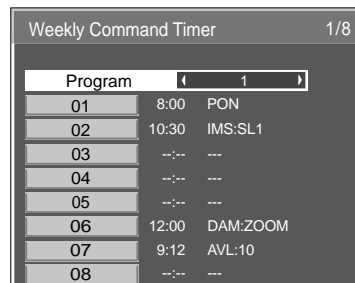 Weekly Command Timer 1/8
Program 1
01 8:00 PON
02 10:30 IMS:SL1
03 --:-- ---
04 --:-- ---
05 --:-- ---
06 12:00 DAM:ZOOM
07 9:12 AVL:10
08 --:-- ---